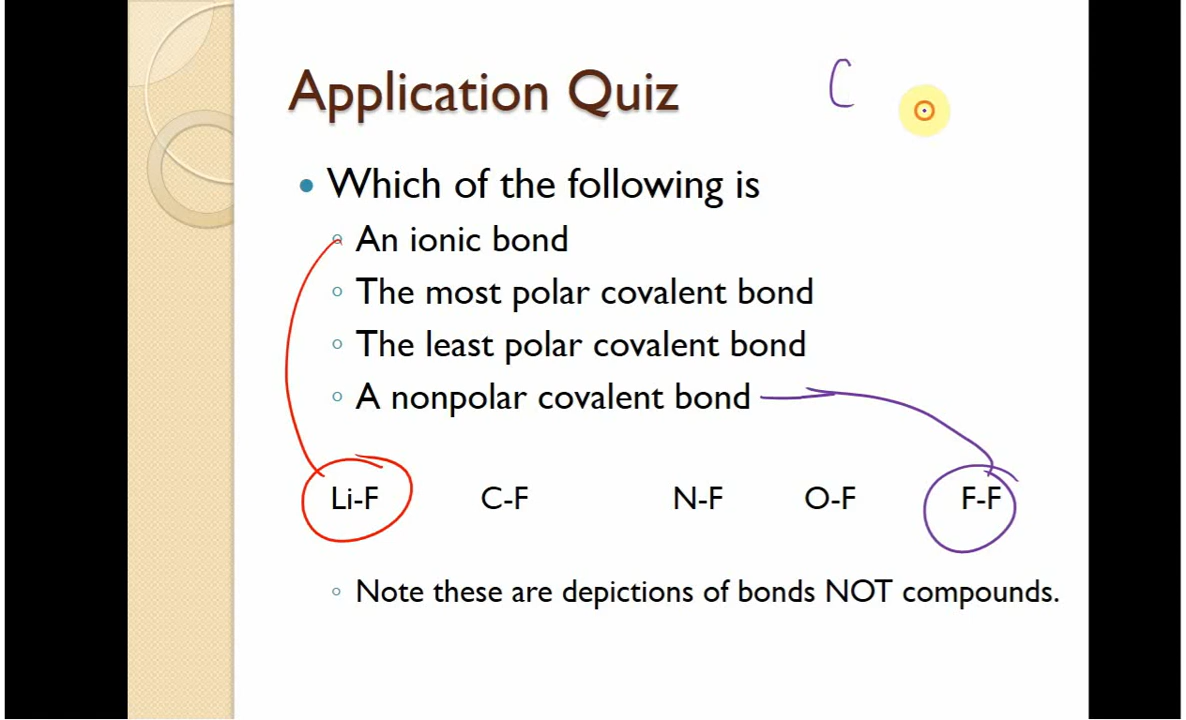 Application Quiz C
Which of the following is
An ionic bond
The most polar covalent bond
The least polar covalent bond
A nonpolar covalent bond
Li-F C-F N-F O-F F-F
Note these are depictions of bonds NOT compounds.